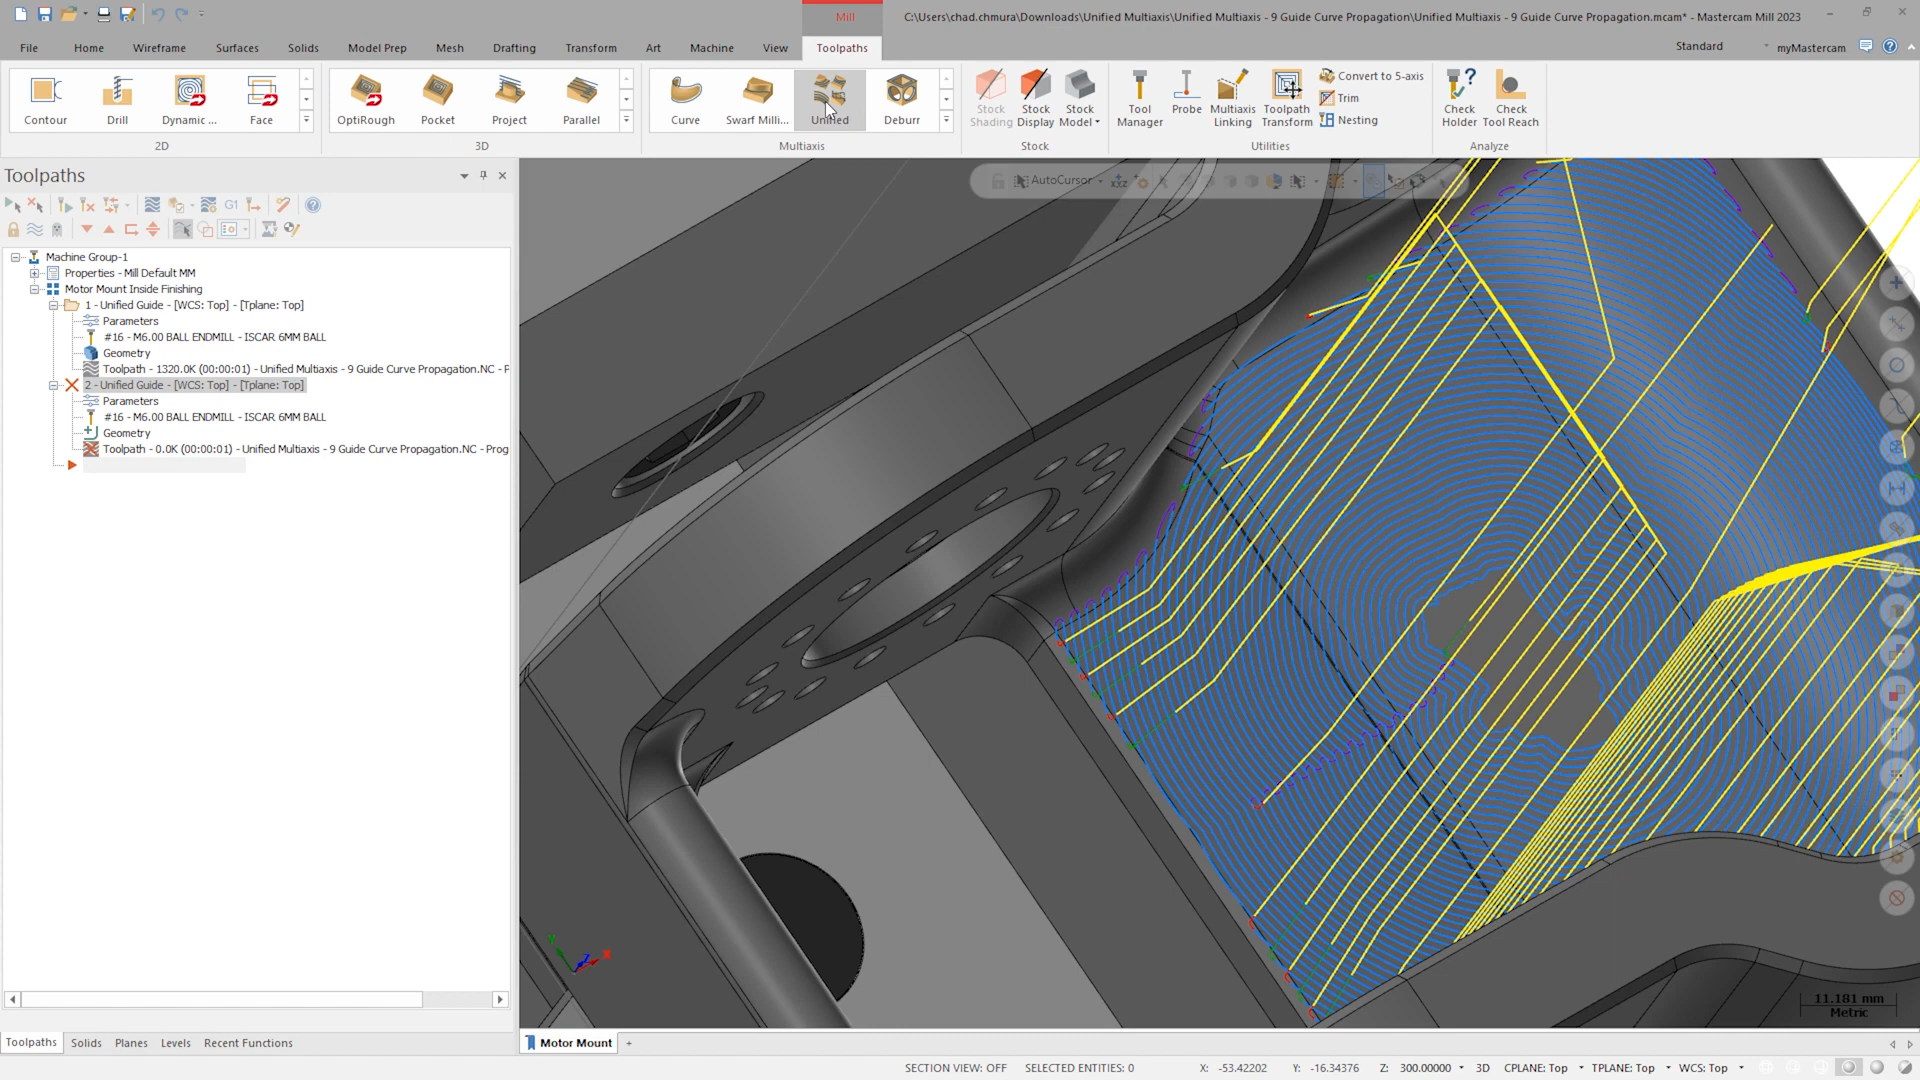 Mill
C:\Users\chad.chmura\Downloads\Unified Multiaxis\Unified Multiaxis - 9 Guide Curve Propagation\Unified Multiaxis - 9 Guide Curve Propagation.mcam* - Mastercam Mill 2023
File Home Wireframe Surfaces Solids Model Prep Mesh Drafting Transform Art Machine View Toolpaths Standard myMastercam
Contour Drill Dynamic ... Face
2D
OptiRough Pocket Project Parallel
3D
Curve Swarf Milli... Unified Deburr
Multiaxis
Stock Shading Stock Display Stock Model
Stock
Tool Manager Probe Multiaxis Linking Toolpath Transform Convert to 5-axis
Trim
Nesting
Utilities
Check Holder Check Tool Reach
Analyze
Toolpaths
AutoCursor
G1
Machine Group-1
Properties - Mill Default MM
Motor Mount Inside Finishing
1 - Unified Guide - [WCS: Top] - [Tplane: Top]
Parameters
#16 - M6.00 BALL ENDMILL - ISCAR 6MM BALL
Geometry
Toolpath - 1320.0K (00:00:01) - Unified Multiaxis - 9 Guide Curve Propagation.NC - P
2 - Unified Guide - [WCS: Top] - [Tplane: Top]
Parameters
#16 - M6.00 BALL ENDMILL - ISCAR 6MM BALL
Geometry
Toolpath - 0.0K (00:00:01) - Unified Multiaxis - 9 Guide Curve Propagation.NC - Prog
X
Y
Z
11.181 mm
Metric
Toolpaths Solids Planes Levels Recent Functions
Motor Mount +
SECTION VIEW: OFF SELECTED ENTITIES: 0 X: -53.42202 Y: -16.34376 Z: 300.00000 3D CPLANE: Top TPLANE: Top WCS: Top